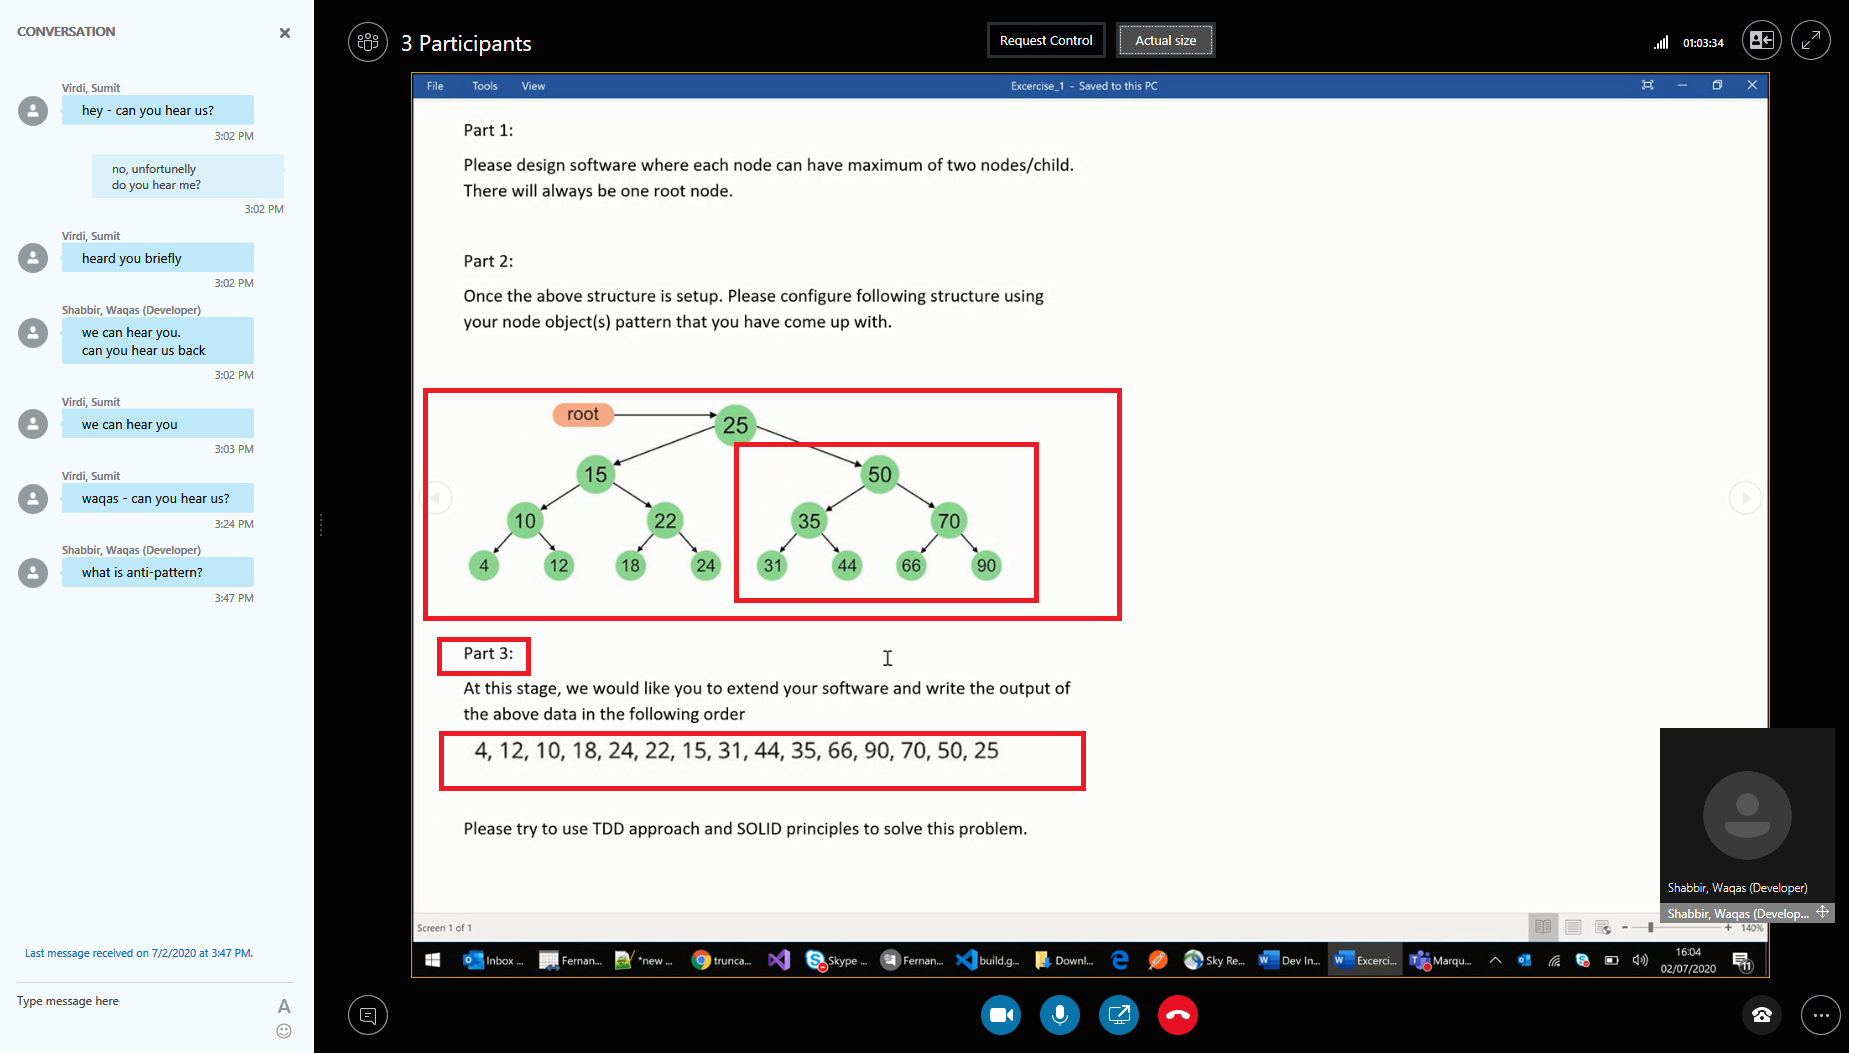 CONVERSATION
Virdi, Sumit
hey - can you hear us?
3:02 PM
no, unfortunelly
do you hear me?
3:02 PM
Virdi, Sumit
heard you briefly
3:02 PM
Shabbir, Waqas (Developer)
we can hear you.
can you hear us back
3:02 PM
Virdi, Sumit
we can hear you
3:03 PM
Virdi, Sumit
waqas - can you hear us?
3:24 PM
Shabbir, Waqas (Developer)
what is anti-pattern?
3:47 PM
Last message received on 7/2/2020 at 3:47 PM.
Type message here
A
3 Participants
Request Control
Actual size
01:03:34
File Tools View
Excercise_1 - Saved to this PC
Part 1:
Please design software where each node can have maximum of two nodes/child.
There will always be one root node.
Part 2:
Once the above structure is setup. Please configure following structure using
your node object(s) pattern that you have come up with.
root
25
15 50
10 22 35 70
4 12 18 24 31 44 66 90
Part 3:
At this stage, we would like you to extend your software and write the output of
the above data in the following order
4, 12, 10, 18, 24, 22, 15, 31, 44, 35, 66, 90, 70, 50, 25
Please try to use TDD approach and SOLID principles to solve this problem.
Shabbir, Waqas (Developer)
Shabbir, Waqas (Develop...
Screen 1 of 1
140%
Inbox ... Fernan... *new ... trunca... Skype ... Fernan... build.g... Downl... Sky Re... Dev In... Exerci... Marqu...
16:04
02/07/2020
11